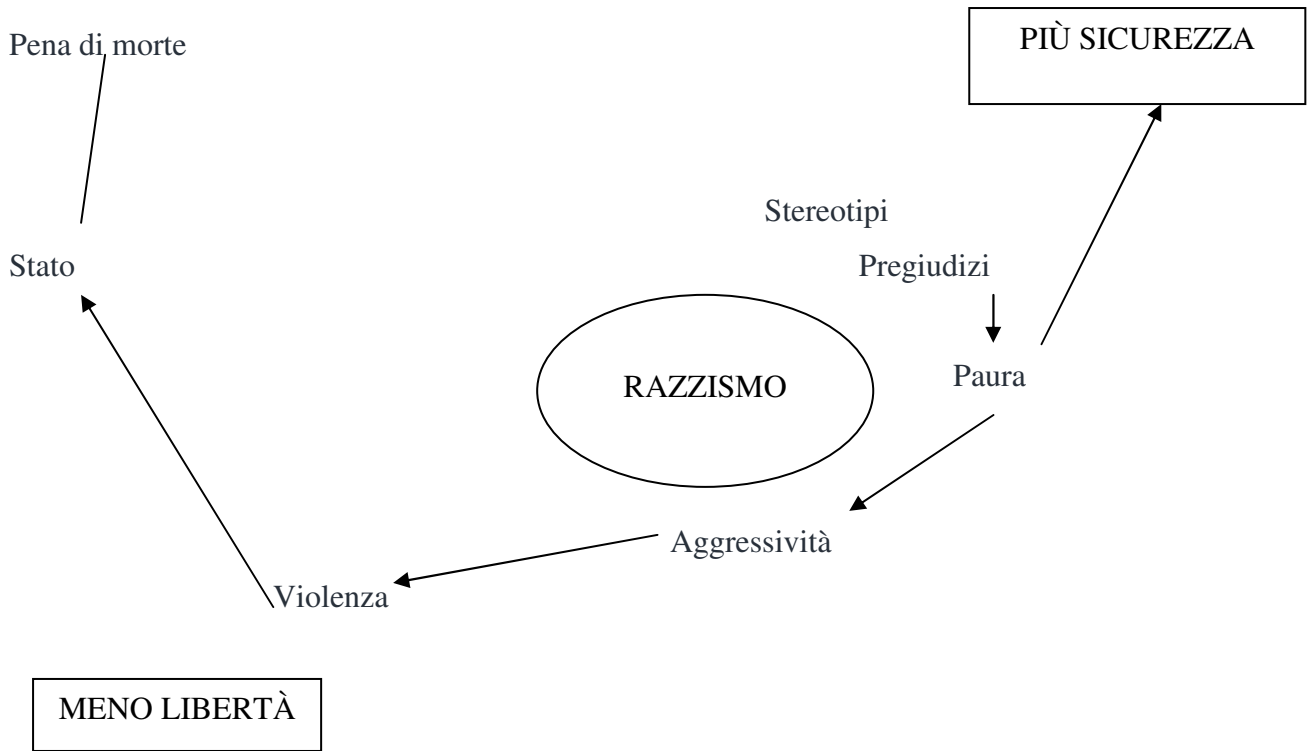 Pena di morte
PIÙ SICUREZZA
Stereotipi
Stato
Pregiudizi
RAZZISMO
Paura
Aggressività
Violenza
MENO LIBERTÀ